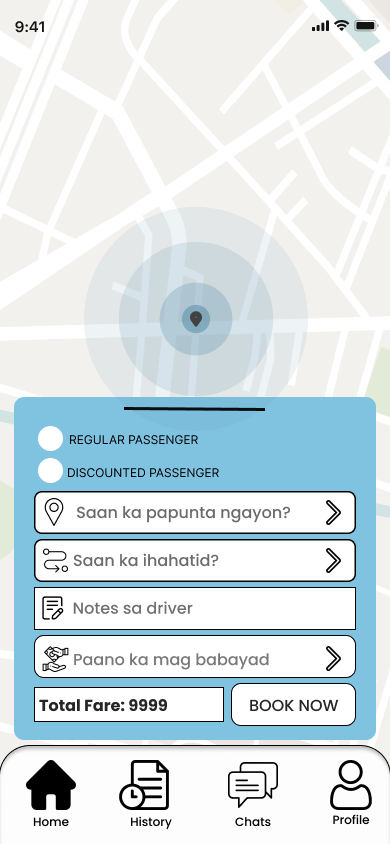 9:41
REGULAR PASSENGER
DISCOUNTED PASSENGER
Saan ka papunta ngayon?
Saan ka ihahatid?
Notes sa driver
Paano ka mag babayad
Total Fare: 9999
BOOK NOW
Home
History
Chats
Profile